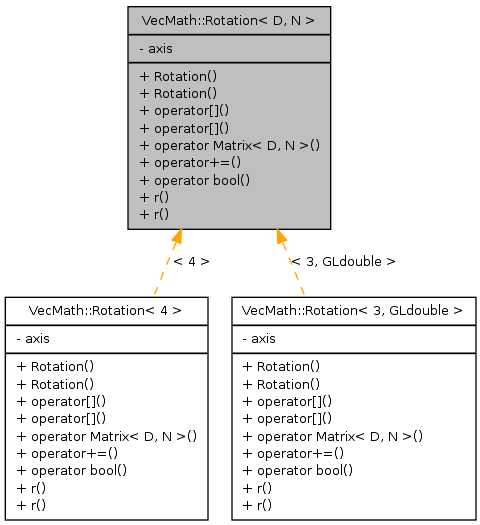 VecMath::Rotation< D, N >
- axis
+ Rotation()
+ Rotation()
+ operator[]()
+ operator[]()
+ operator Matrix< D, N >()
+ operator+=()
+ operator bool()
+ r()
+ r()
< 4 >
< 3, GLdouble >
VecMath::Rotation< 4 >
- axis
+ Rotation()
+ Rotation()
+ operator[]()
+ operator[]()
+ operator Matrix< D, N >()
+ operator+=()
+ operator bool()
+ r()
+ r()
VecMath::Rotation< 3, GLdouble >
- axis
+ Rotation()
+ Rotation()
+ operator[]()
+ operator[]()
+ operator Matrix< D, N >()
+ operator+=()
+ operator bool()
+ r()
+ r()